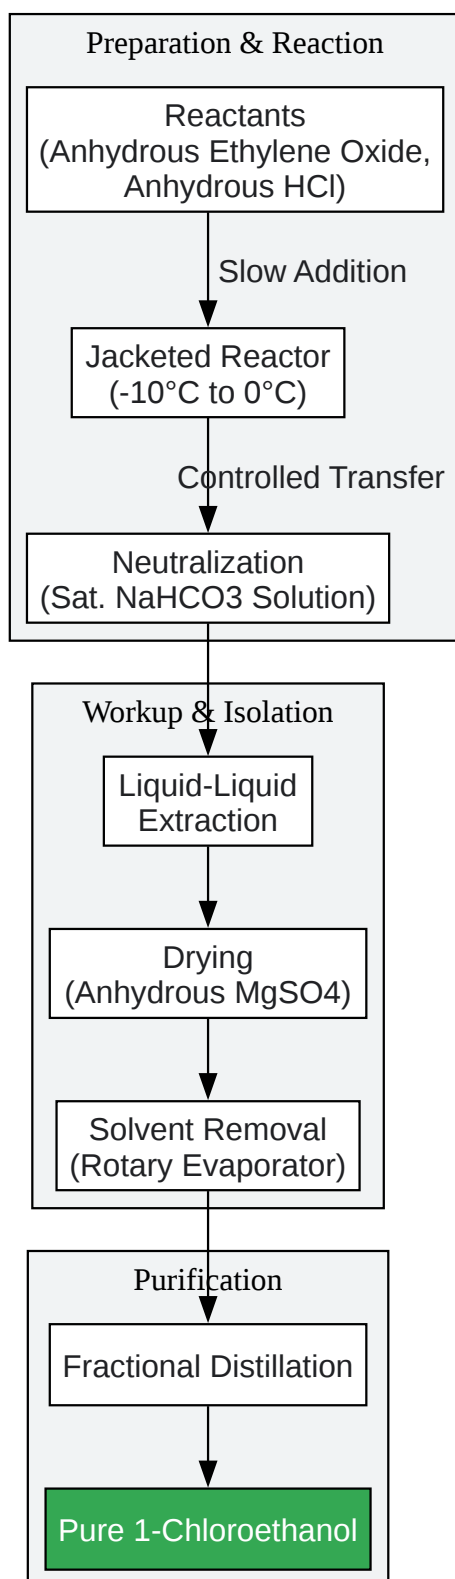 Preparation & Reaction
Reactants
(Anhydrous Ethylene Oxide,
Anhydrous HCl)
Slow Addition
Jacketed Reactor
(-10°C to 0°C)
Controlled Transfer
Neutralization
(Sat. NaHCO3 Solution)
Workup & Isolation
Liquid-Liquid
Extraction
Drying
(Anhydrous MgSO4)
Solvent Removal
(Rotary Evaporator)
Purification
Fractional Distillation
Pure 1-Chloroethanol